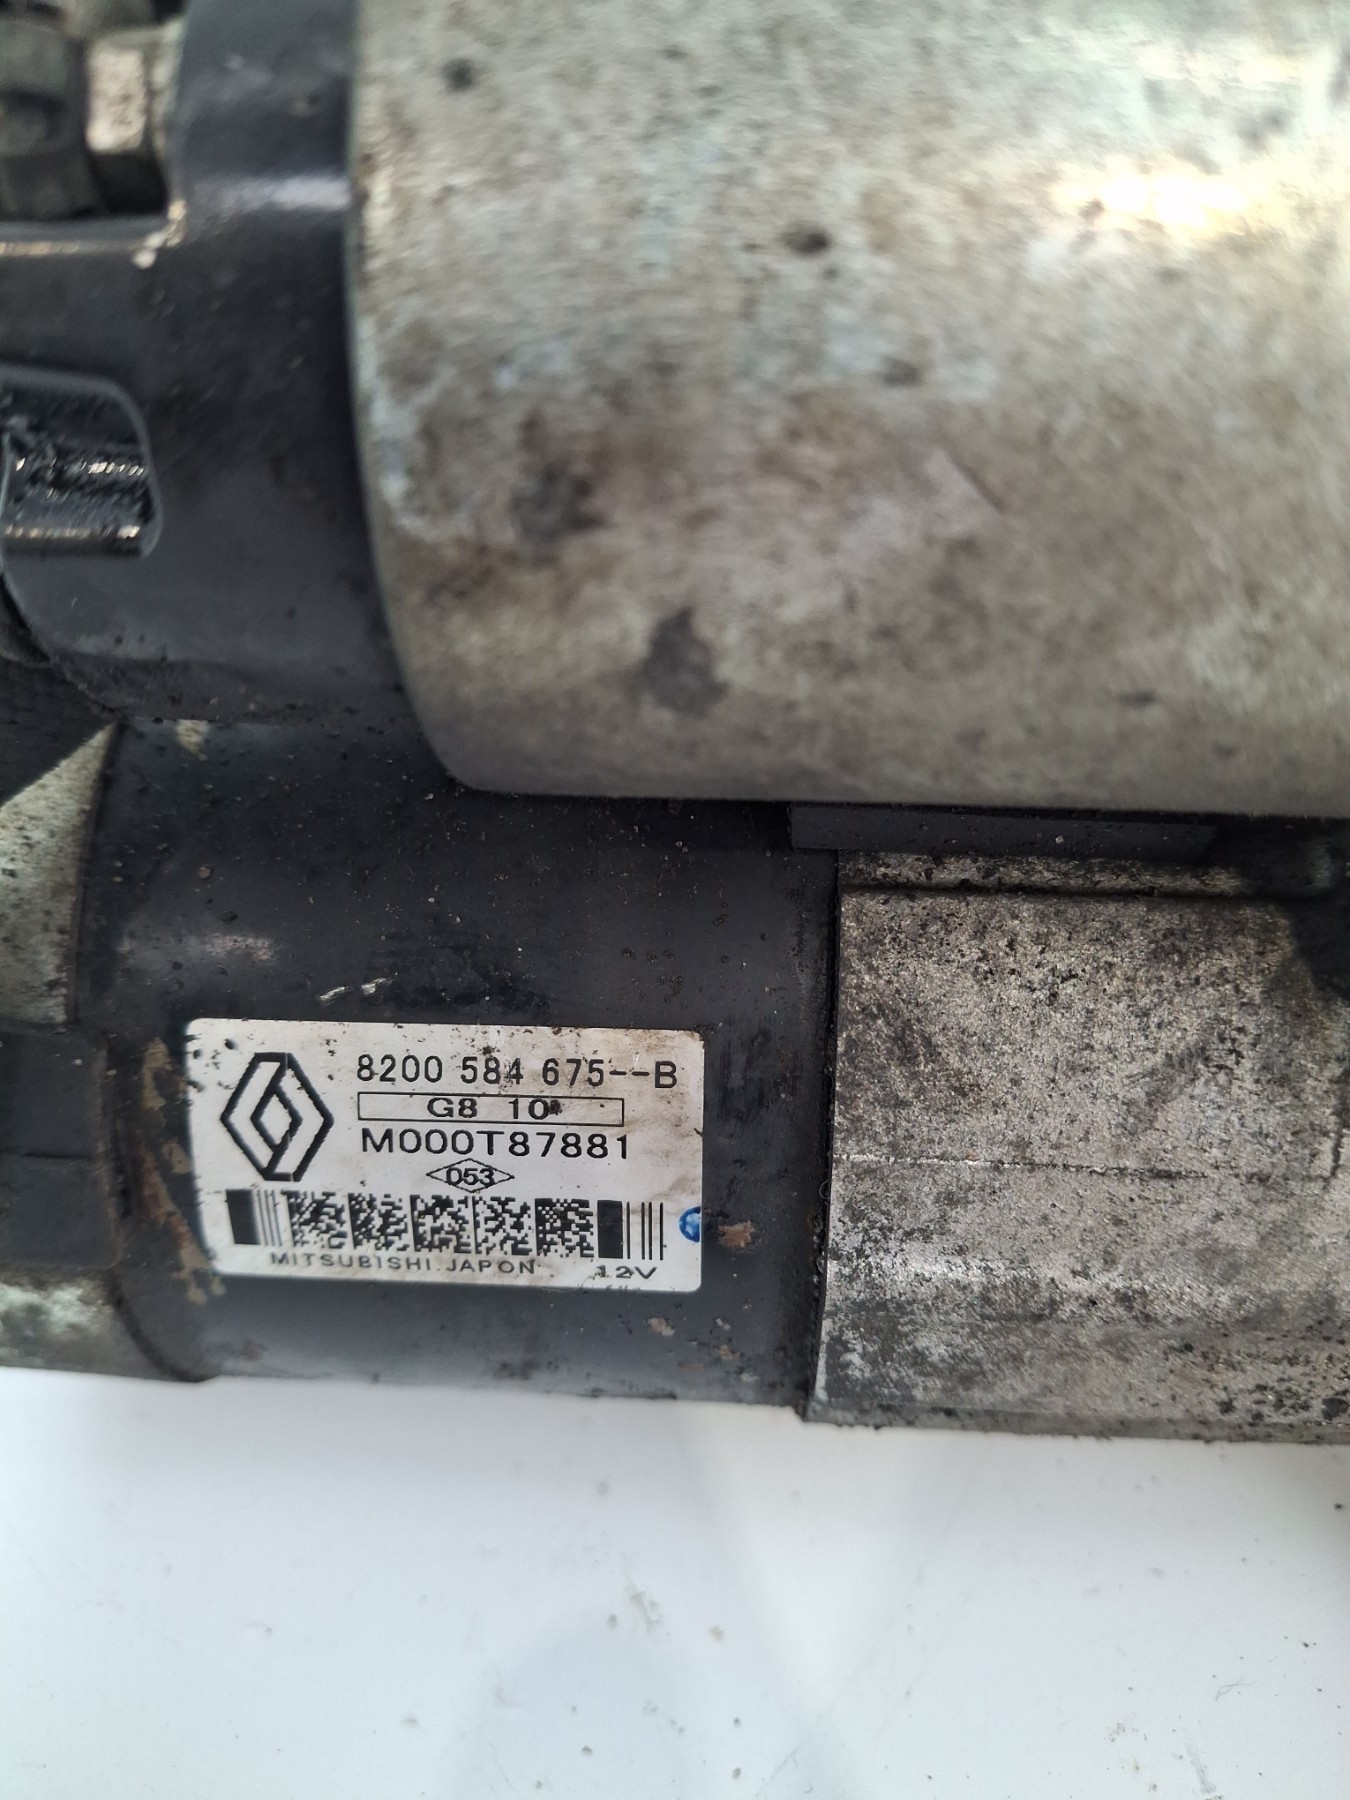 8200 584 675--B
G8 10
M000T87881
053
MITSUBISHI.JAPON
12V